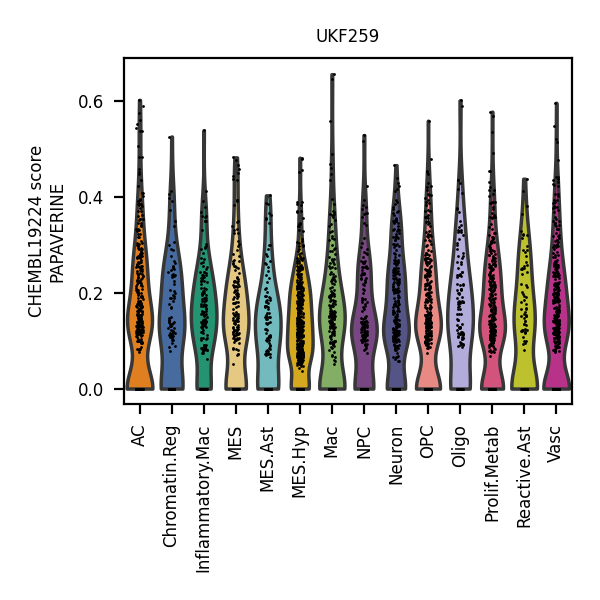 UKF259
CHEMBL19224 score
PAPAVERINE
0.6
0.4
0.2
0.0
AC
Chromatin.Reg
Inflammatory.Mac
MES
MES.Ast
MES.Hyp
Mac
NPC
Neuron
OPC
Oligo
Prolif.Metab
Reactive.Ast
Vasc